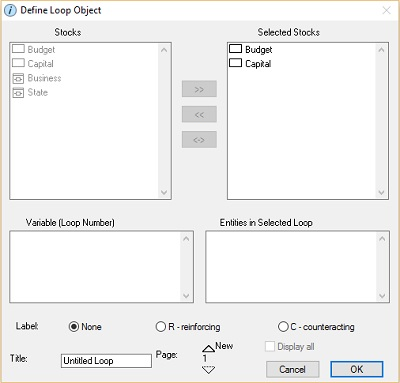 Define Loop Object
Stocks
Selected Stocks
Budget
Capital
Business
State
>>
<<
<->
Budget
Capital
Variable (Loop Number)
Entities in Selected Loop
Label:
None
R - reinforcing
C - counteracting
Title:
Untitled Loop
Page:
New
1
Display all
Cancel
OK